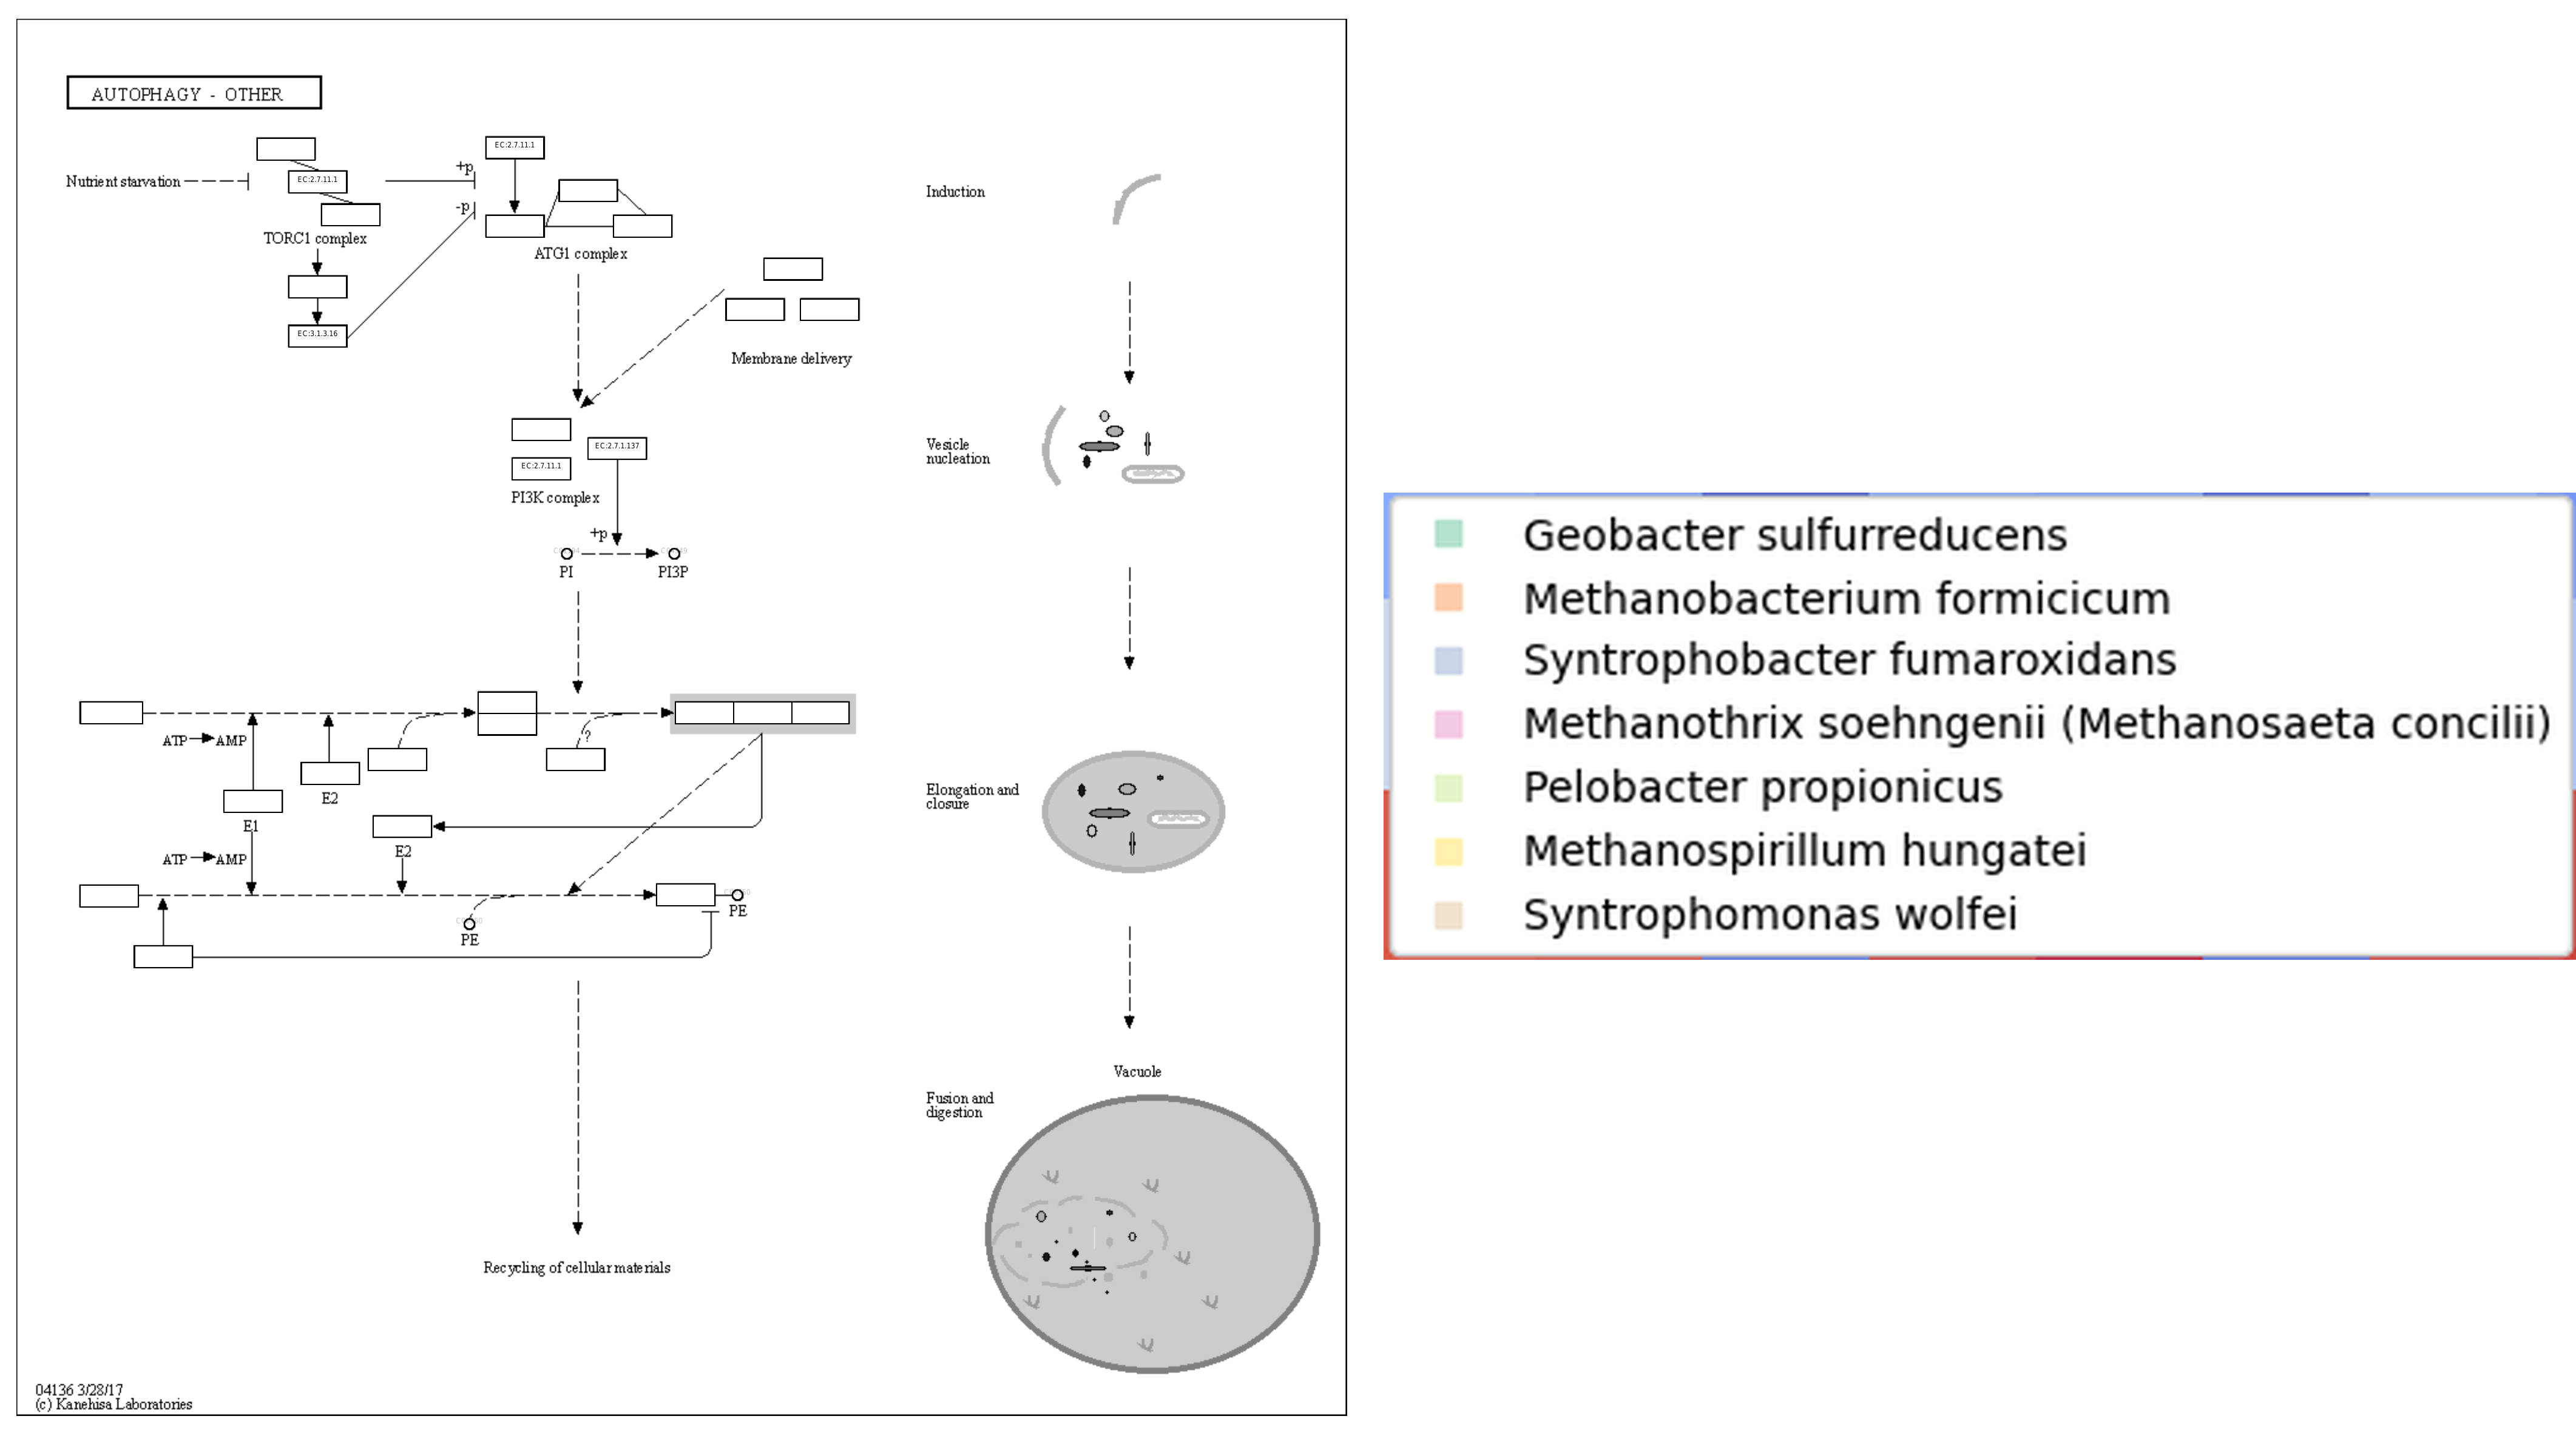 AUTOPHAGY - OTHER
EC:2.7.11.1
+p
Nutrient starvation
EC:2.7.11.1
Induction
-p
TORC1 complex
ATG1 complex
EC:3.1.3.16
Membrane delivery
EC:2.7.1.137
Vesicle
nucleation
EC:2.7.11.1
PI3K complex
+p
PI
PI3P
?
ATP
AMP
E2
Elongation and
closure
E1
E2
ATP
AMP
PE
PE
Vacuole
Fusion and
digestion
Recycling of cellular materials
04136 3/28/17
(c) Kanehisa Laboratories
Geobacter sulfurreducens
Methanobacterium formicicum
Syntrophobacter fumaroxidans
Methanothrix soehngenii (Methanosaeta concilii)
Pelobacter propionicus
Methanospirillum hungatei
Syntrophomonas wolfei